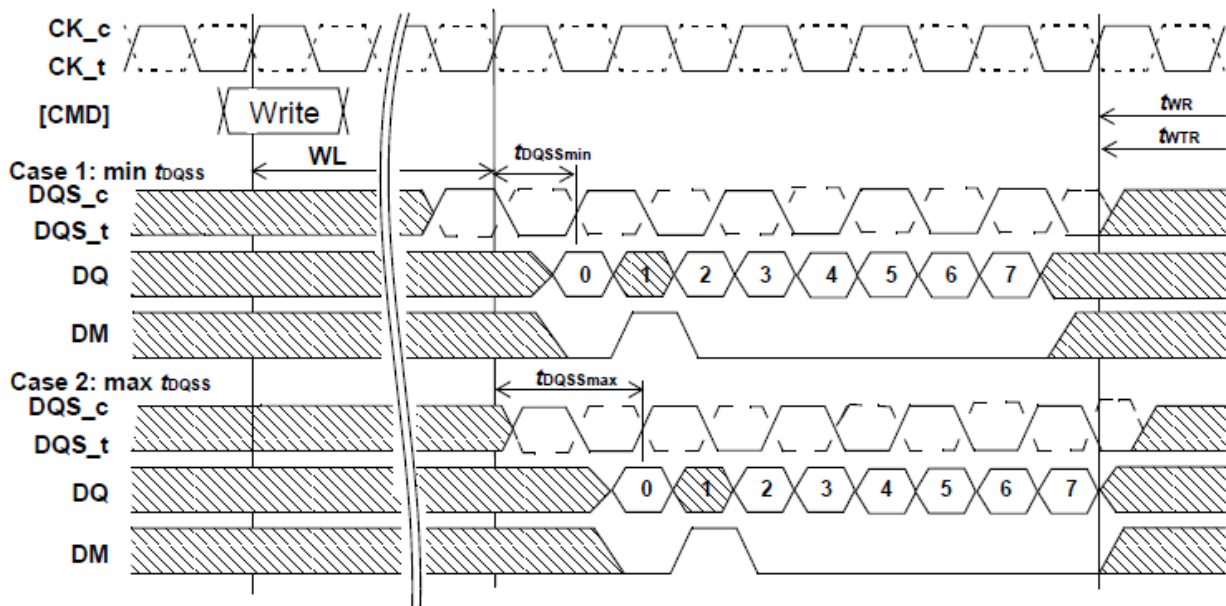 CK_c
CK_t
[CMD] Write
tWR
WL tDQSSmin tWTR
Case 1: min tDQSS
DQS_c
DQS_t
DQ 0 1 2 3 4 5 6 7
DM
Case 2: max tDQSS tDQSSmax
DQS_c
DQS_t
DQ 0 1 2 3 4 5 6 7
DM